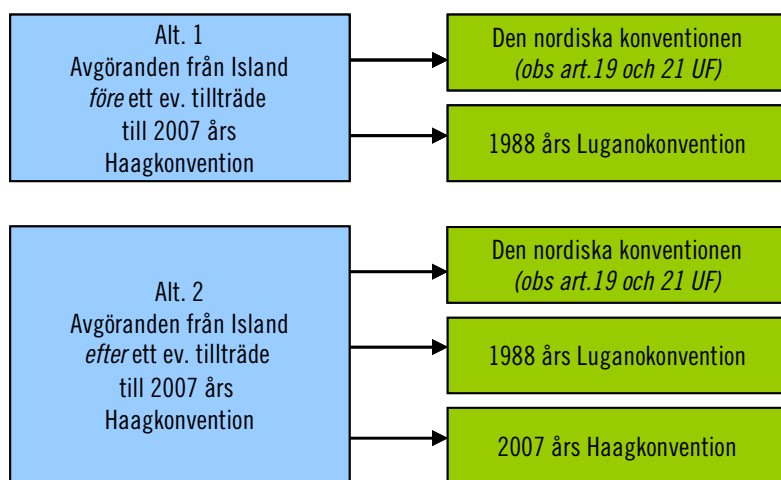 Alt. 1
Avgöranden från Island
före ett ev. tillträde
till 2007 års
Haagkonvention
Den nordiska konventionen
(obs art.19 och 21 UF)
1988 års Luganokonvention
Alt. 2
Avgöranden från Island
efter ett ev. tillträde
till 2007 års
Haagkonvention
Den nordiska konventionen
(obs art.19 och 21 UF)
1988 års Luganokonvention
2007 års Haagkonvention